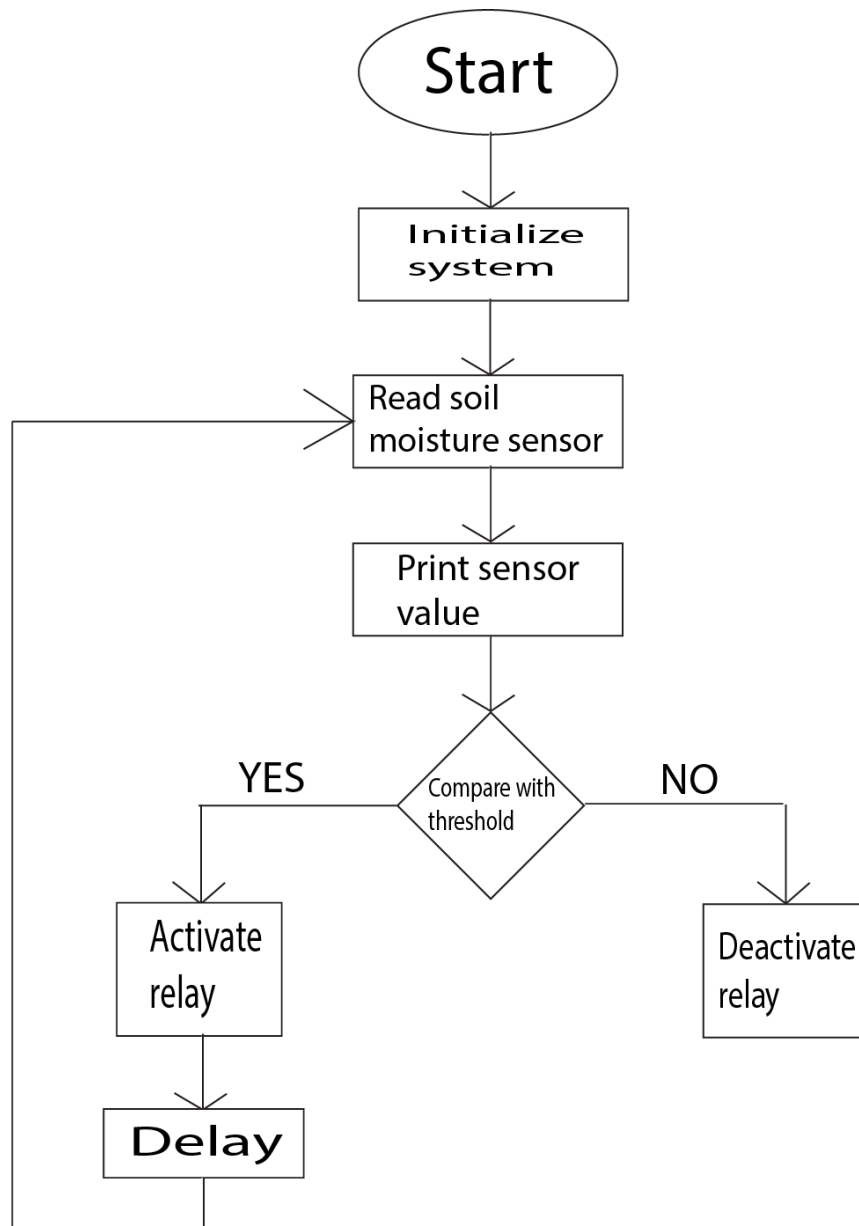 Start
Initialize
system
Read soil
moisture sensor
Print sensor
value
YES
NO
Compare with
threshold
Activate
relay
Deactivate
relay
Delay